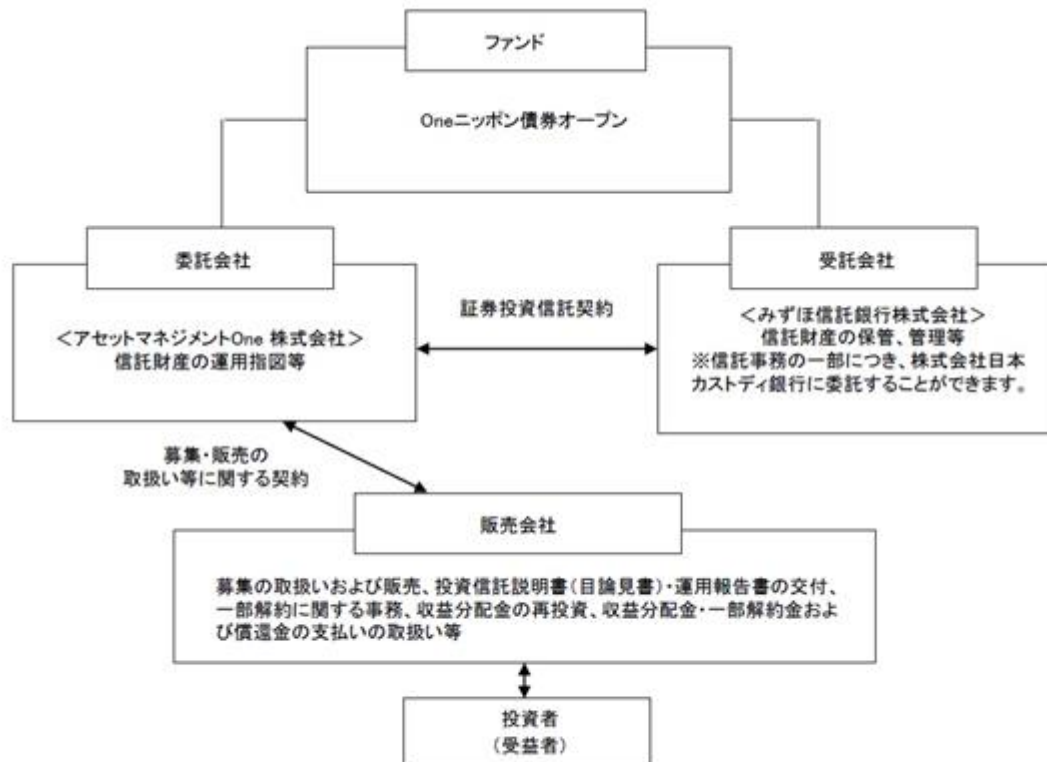 ファンド
Oneニッポン債券オープン
委託会社
<アセットマネジメントOne 株式会社>
信託財産の運用指図等
証券投資信託契約
受託会社
<みずほ信託銀行株式会社>
信託財産の保管、管理等
※信託事務の一部につき、株式会社日本
カストディ銀行に委託することができます。
募集・販売の
取扱い等に関する契約
販売会社
募集の取扱いおよび販売、投資信託説明書(目論見書)・運用報告書の交付、
一部解約に関する事務、収益分配金の再投資、収益分配金・一部解約金およ
び償還金の支払いの取扱い等
投資者
(受益者)